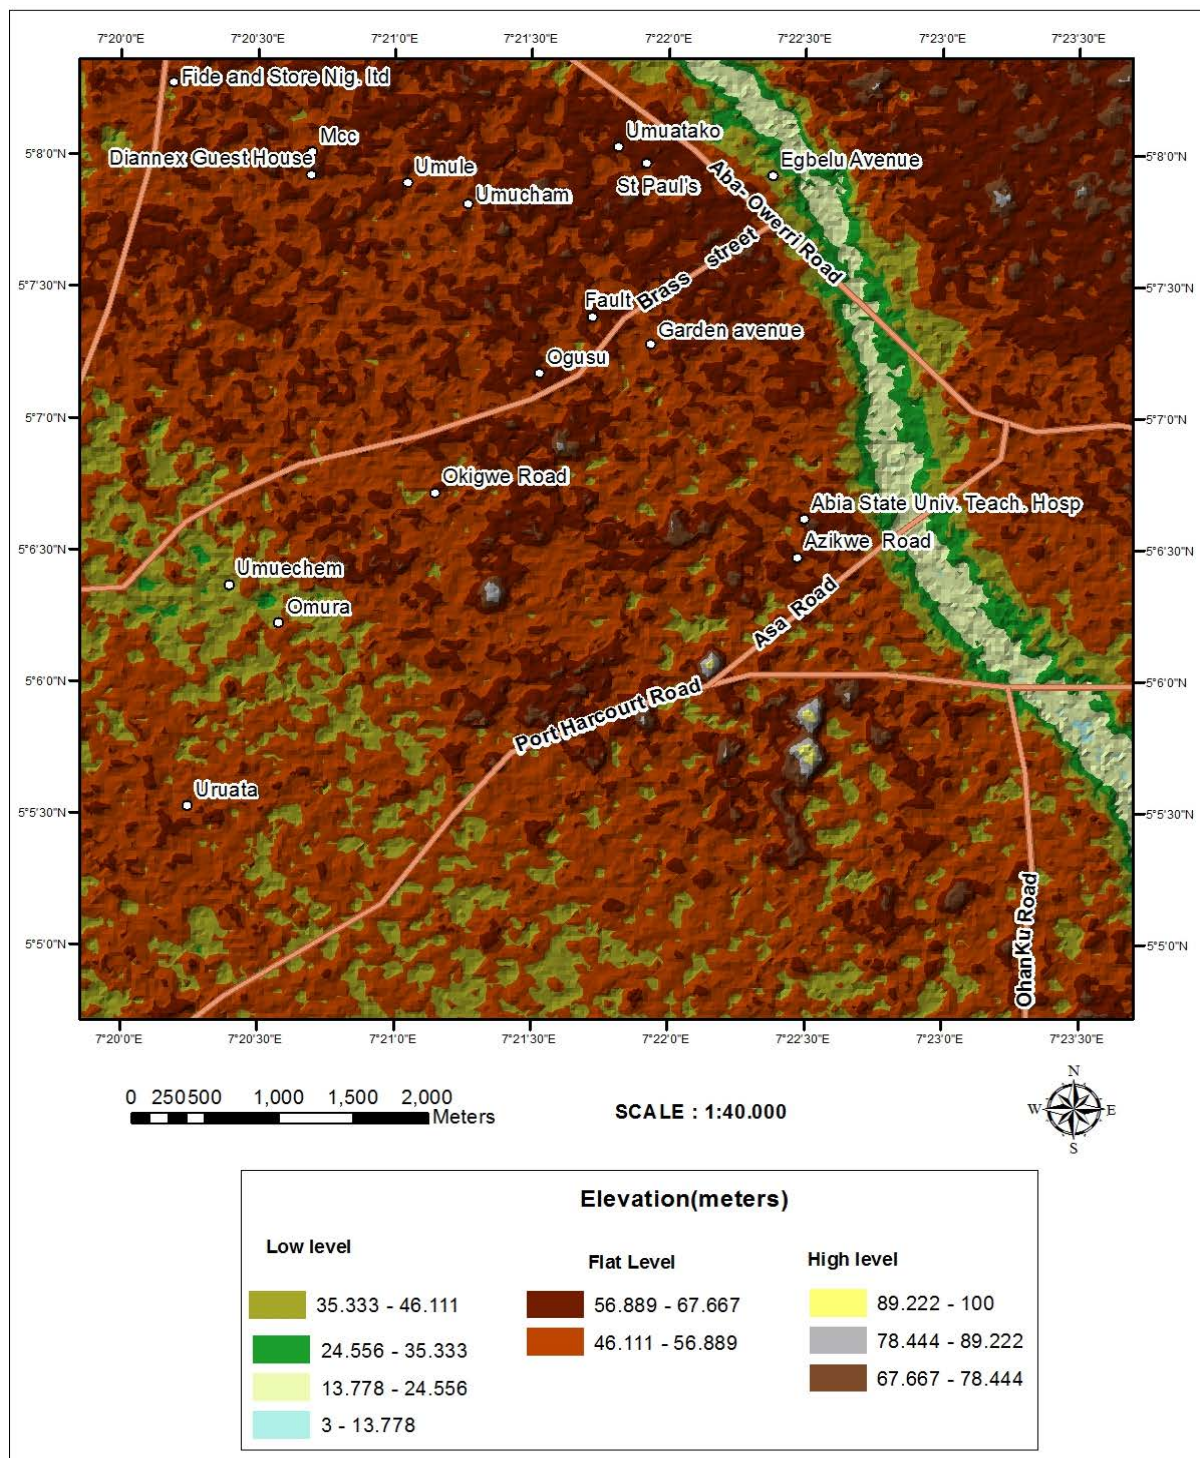 7°20'0"E 7°20'30"E 7°21'0"E 7°21'30"E 7°22'0"E 7°22'30"E 7°23'0"E 7°23'30"E
Fide and Store Nig. ltd
Mcc
Umuatako
5°8'0"N
Diannex Guest House
Egbelu Avenue
5°8'0"N
Umule
St Paul's
Umucham
Aba- Owerri Road
Brass street
5°7'30"N
5°7'30"N
Fault
Garden avenue
Ogusu
5°7'0"N
5°7'0"N
Okigwe Road
Abia State Univ. Teach. Hosp
5°6'30"N
Azikwe Road
5°6'30"N
Umuechem
Omura
Asa Road
5°6'0"N
5°6'0"N
Port Harcourt Road
Uruata
5°5'30"N
5°5'30"N
Ohan Ku Road
5°5'0"N
5°5'0"N
7°20'0"E 7°20'30"E 7°21'0"E 7°21'30"E 7°22'0"E 7°22'30"E 7°23'0"E 7°23'30"E
0 250 500 1,000 1,500 2,000
Meters
SCALE : 1:40.000
N
W E
S
Elevation(meters)
Low level
35.333 - 46.111
24.556 - 35.333
13.778 - 24.556
3 - 13.778
Flat Level
56.889 - 67.667
46.111 - 56.889
High level
89.222 - 100
78.444 - 89.222
67.667 - 78.444